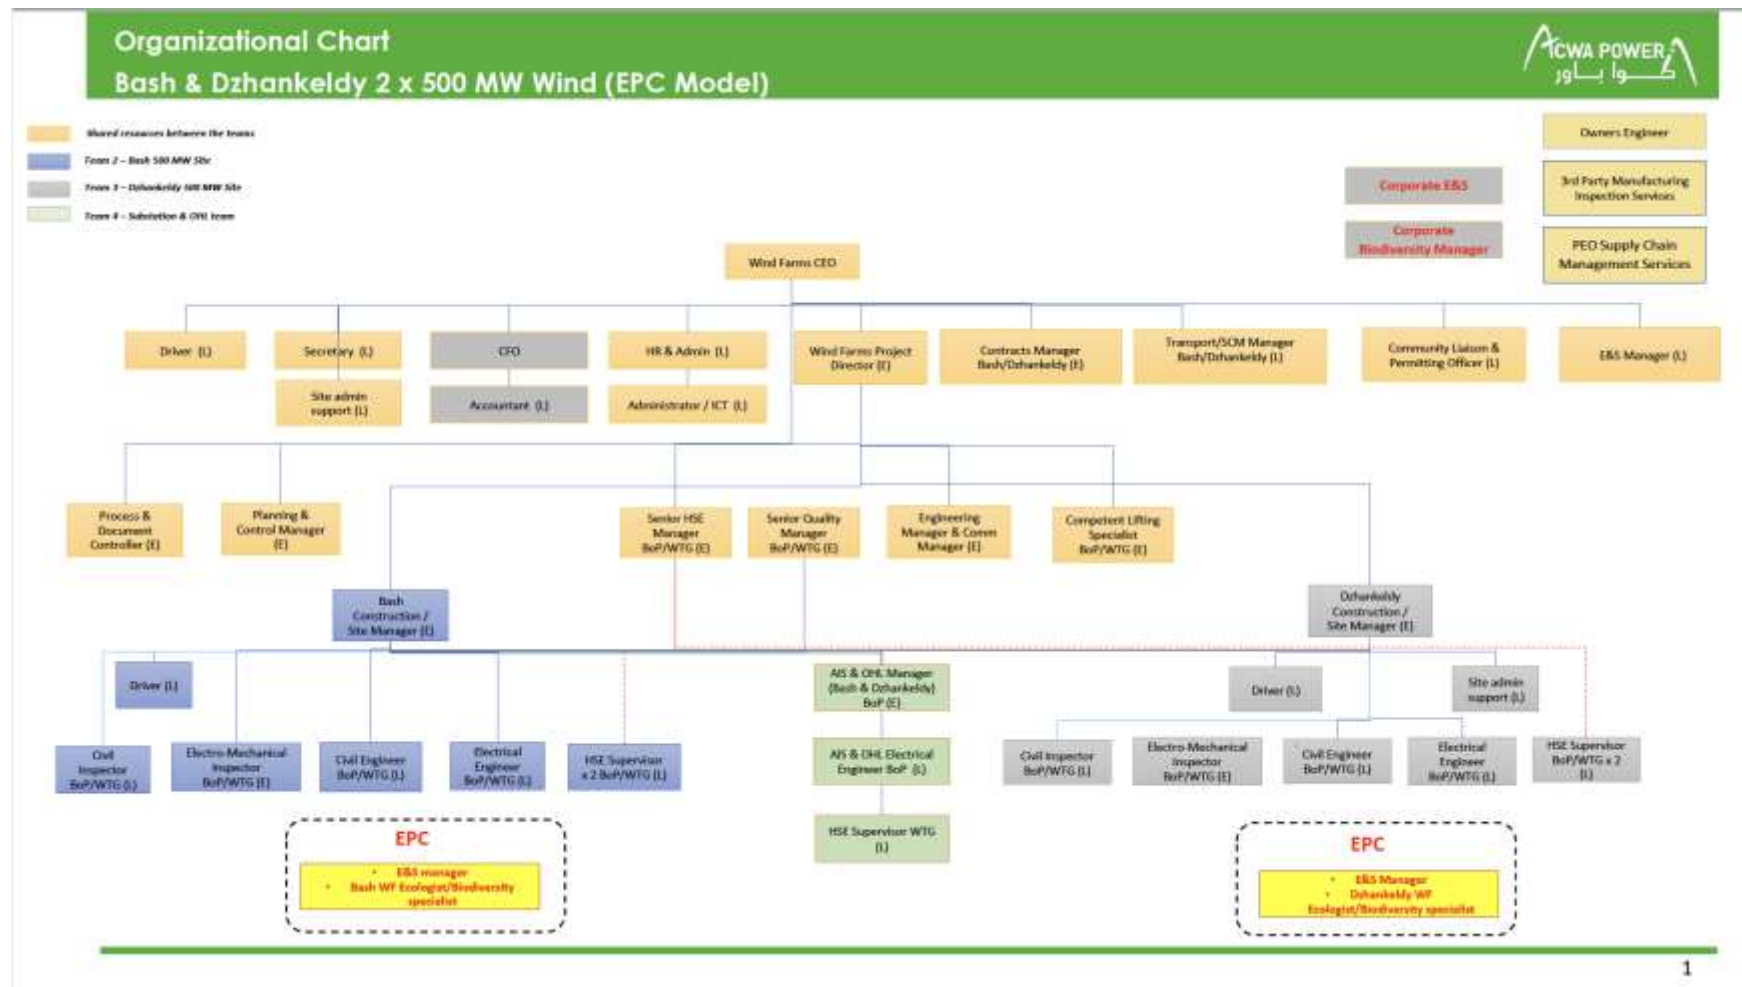 Organizational Chart
Bash & Dzhankeldy 2 x 500 MW Wind (EPC Model)
ACWA POWER
أكوا باور
Shared resources between the teams
Team 2 – Bash 500 MW Site
Team 3 – Dzhankeldy 500 MW Site
Team 4 – Substation & OHL team
Corporate E&S
Corporate
Biodiversity Manager
Owners Engineer
3rd Party Manufacturing
Inspection Services
PEO Supply Chain
Management Services
Wind Farms CEO
Driver (L)
Secretary (L)
CFO
HR & Admin (L)
Wind Farms Project
Director (E)
Contracts Manager
Bash/Dzhankeldy (E)
Transport/SCM Manager
Bash/Dzhankeldy (L)
Community Liaison &
Permitting Officer (L)
E&S Manager (L)
Site admin
support (L)
Accountant (L)
Administrator / ICT (L)
Process &
Document
Controller (E)
Planning &
Control Manager
(E)
Senior HSE
Manager
BoP/WTG (E)
Senior Quality
Manager
BoP/WTG (E)
Engineering
Manager & Comm
Manager (E)
Competent Lifting
Specialist
BoP/WTG (E)
Bash
Construction /
Site Manager (E)
Dzhankeldy
Construction /
Site Manager (E)
Driver (L)
AIS & OHL Manager
(Bash & Dzhankeldy)
BoP (E)
Driver (L)
Site admin
support (L)
Civil
Inspector
BoP/WTG (L)
Electro-Mechanical
Inspector
BoP/WTG (E)
Civil Engineer
BoP/WTG (L)
Electrical
Engineer
BoP/WTG (L)
HSE Supervisor
x 2 BoP/WTG (L)
AIS & OHL Electrical
Engineer BoP (L)
Civil Inspector
BoP/WTG (L)
Electro-Mechanical
Inspector
BoP/WTG (E)
Civil Engineer
BoP/WTG (L)
Electrical
Engineer
BoP/WTG (L)
HSE Supervisor
BoP/WTG x 2
(L)
HSE Supervisor WTG
(L)
EPC
• E&S manager
• Bash WF Ecologist/Biodiversity
specialist
EPC
• E&S Manager
• Dzhankeldy WF
Ecologist/Biodiversity specialist
1